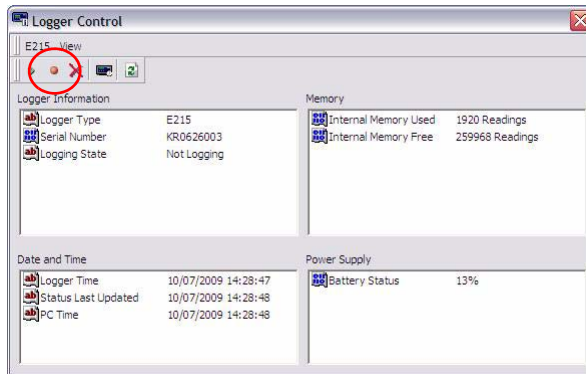 Logger Control
E215 View
Logger Information
Logger Type E215
Serial Number KR0626003
Logging State Not Logging
Memory
Internal Memory Used 1920 Readings
Internal Memory Free 259968 Readings
Date and Time
Logger Time 10/07/2009 14:28:47
Status Last Updated 10/07/2009 14:28:48
PC Time 10/07/2009 14:28:48
Power Supply
Battery Status 13%